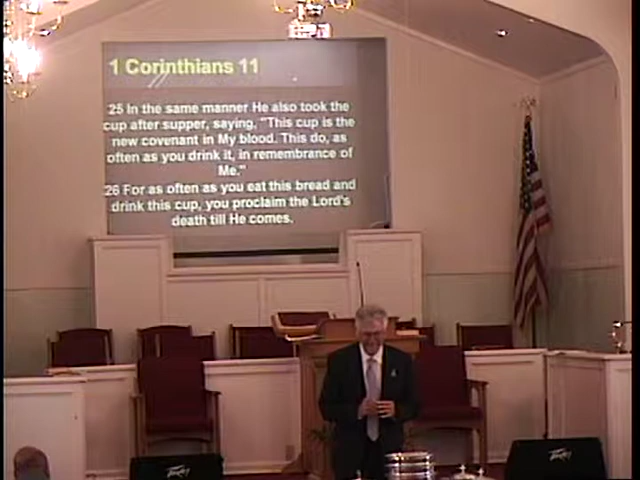 1 Corinthians 11
25 In the same manner He also took the
cup after supper, saying, "This cup is the
new covenant in My blood. This do, as
often as you drink it, in remembrance of
Me."
26 For as often as you eat this bread and
drink this cup, you proclaim the Lord's
death till He comes.
PEAVEY
PEAVEY